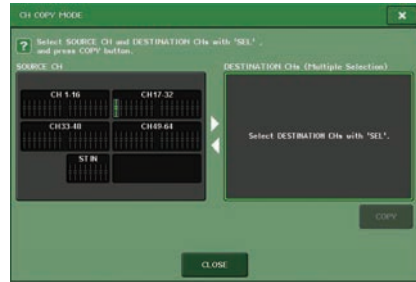 CH COPY MODE
Select SOURCE CH and DESTINATION CHs with "SEL",
and press COPY button.
SOURCE CH
DESTINATION CHs (Multiple Selection)
CH 1-16
CH17-32
CH33-48
CH49-64
ST IN
Select DESTINATION CHs with "SEL".
COPY
CLOSE